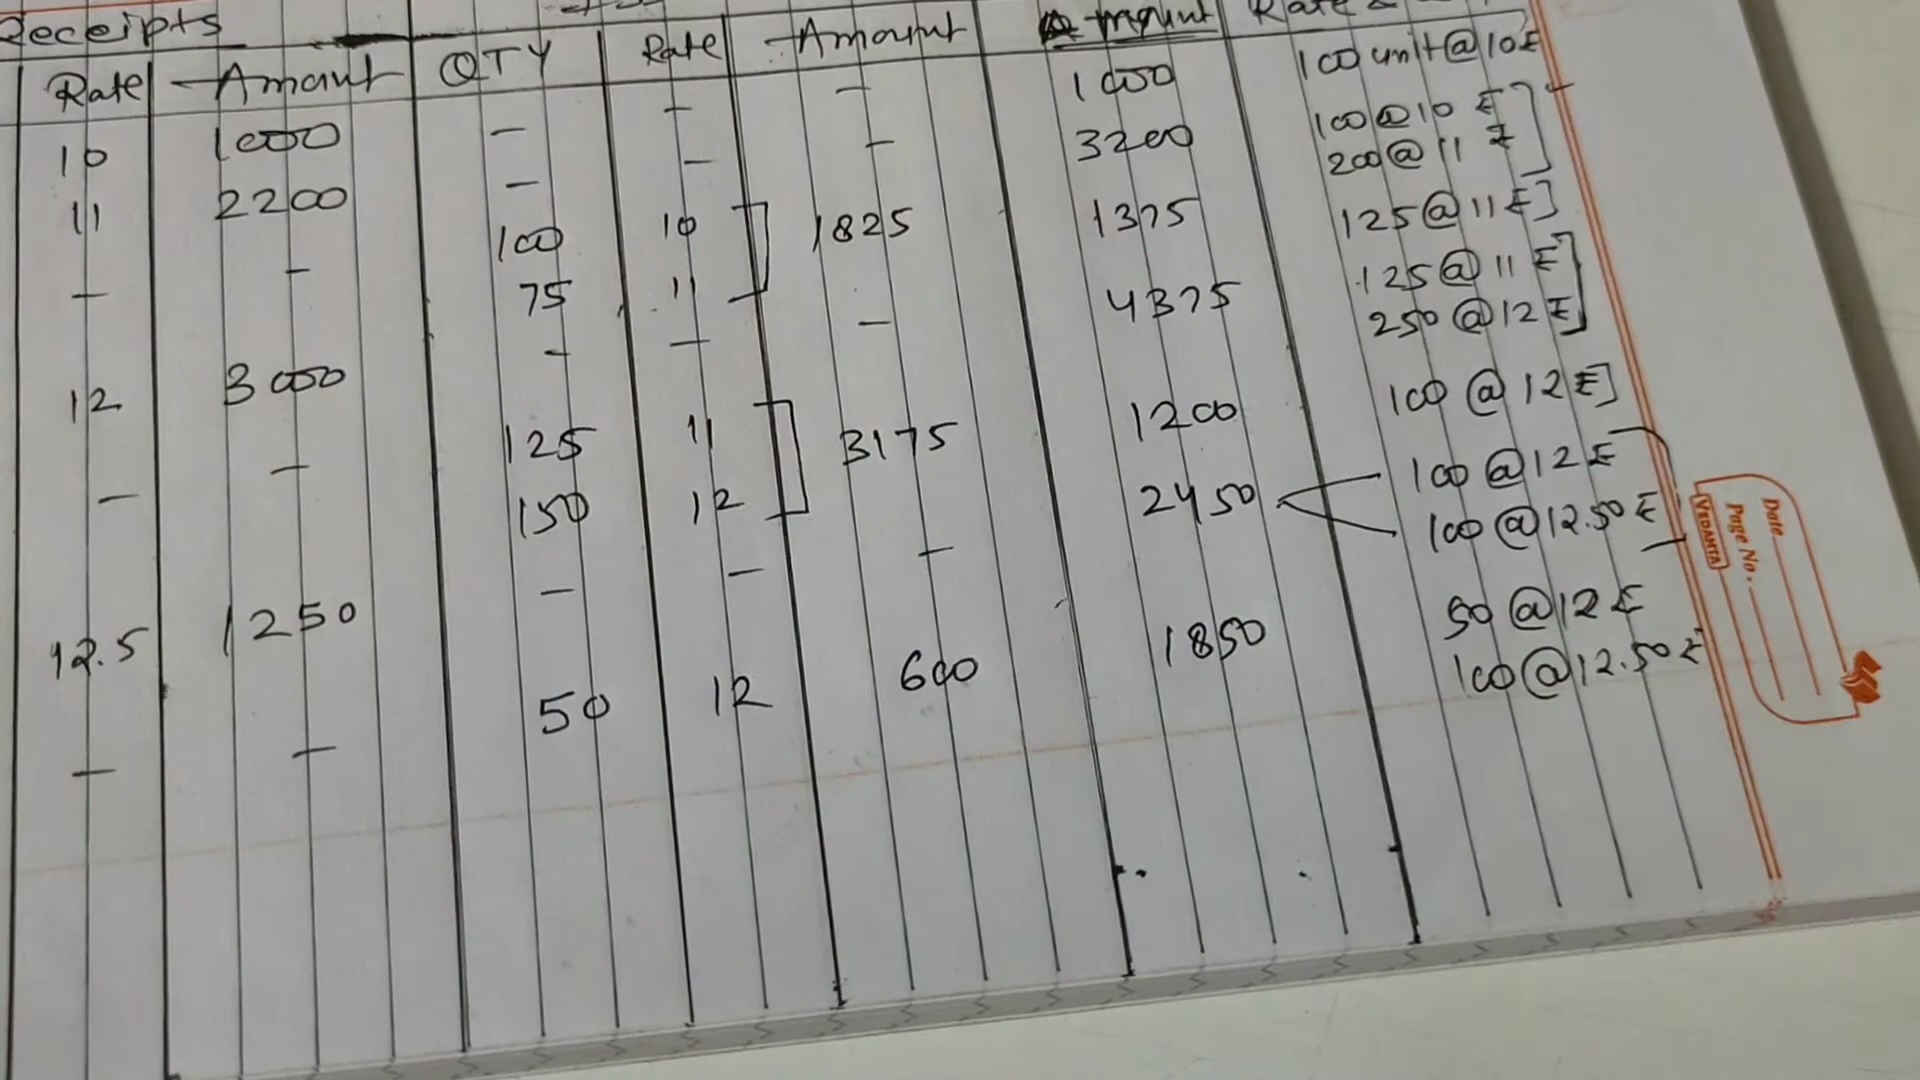 Receipts
Rate Amount QTY Rate Amount Amount Rate
10 1000 — — — 1000 100 unit @ 10 ₹
11 2200 — — — 3200 100 @ 10 ₹
200 @ 11 ₹
— — 100 10 1825 1375 125 @ 11 ₹]
75 11
12 3000 — — — 4375 125 @ 11 ₹
250 @ 12 ₹
— — 125 11 3175 1200 100 @ 12 ₹]
150 12
12.5 1250 — — — 2450 100 @ 12 ₹
100 @ 12.50 ₹
— — 50 12 600 1850 50 @ 12 ₹
100 @ 12.50 ₹
VEDANTA
Page No.
Date